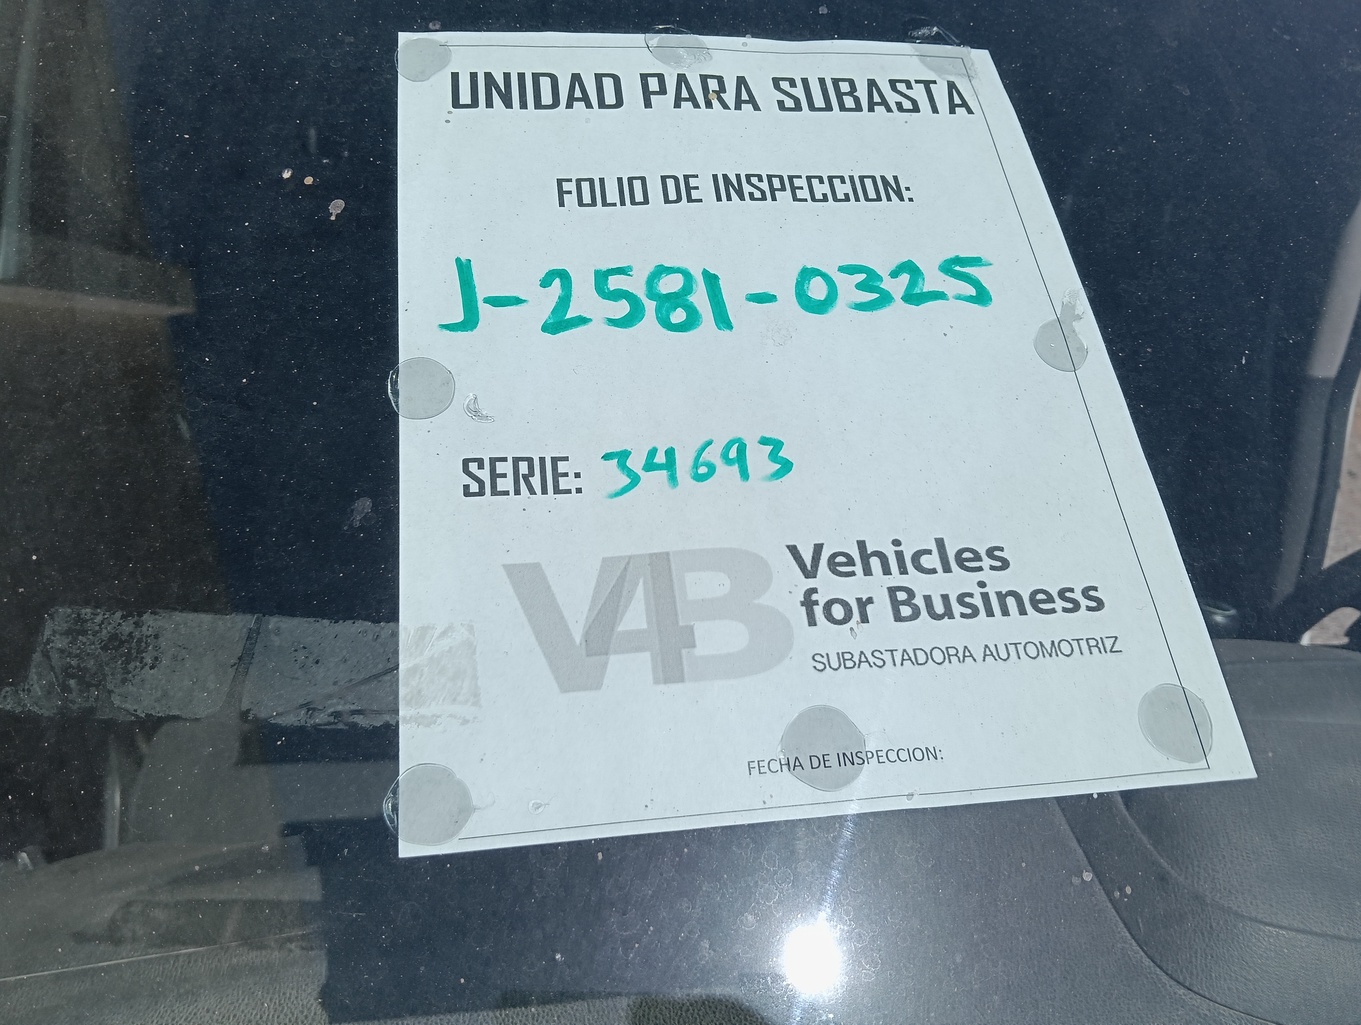 UNIDAD PARA SUBASTA
FOLIO DE INSPECCION:
J-2581-0325
SERIE: 34693
V4B
Vehicles
for Business
SUBASTADORA AUTOMOTRIZ
FECHA DE INSPECCION: